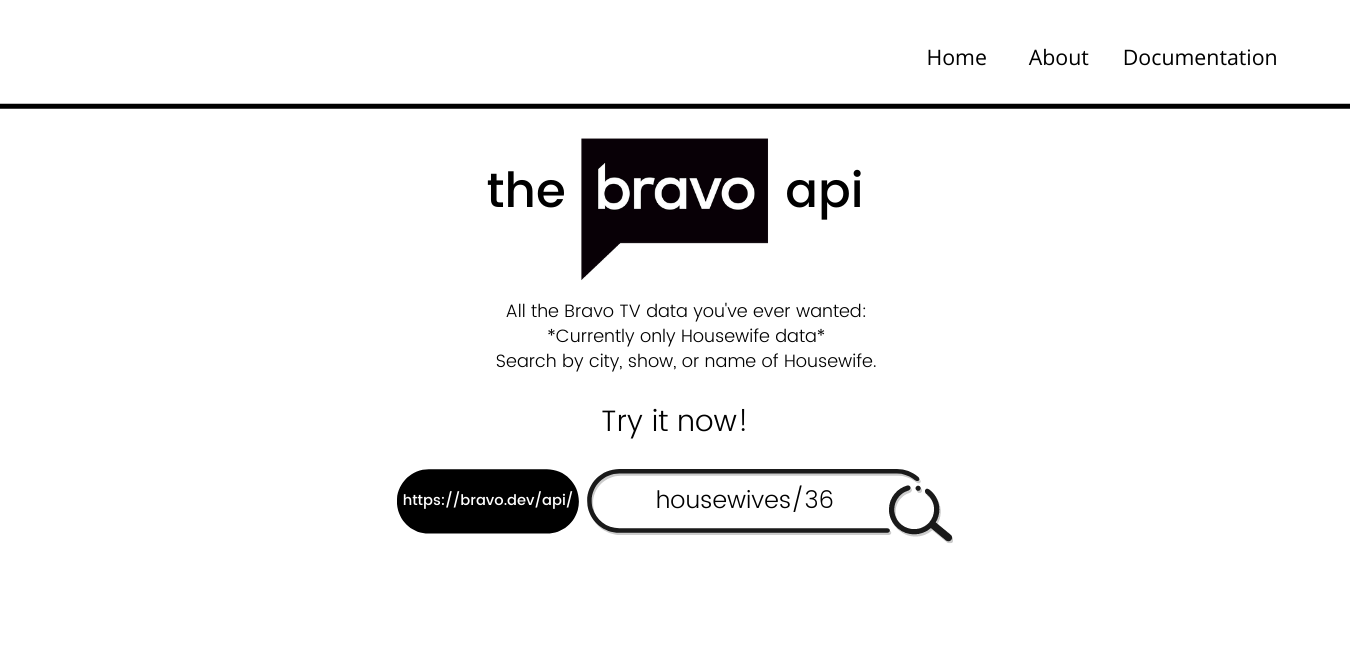 Home About Documentation
the bravo api
All the Bravo TV data you've ever wanted:
*Currently only Housewife data*
Search by city, show, or name of Housewife.
Try it now!
https://bravo.dev/api/ housewives/36